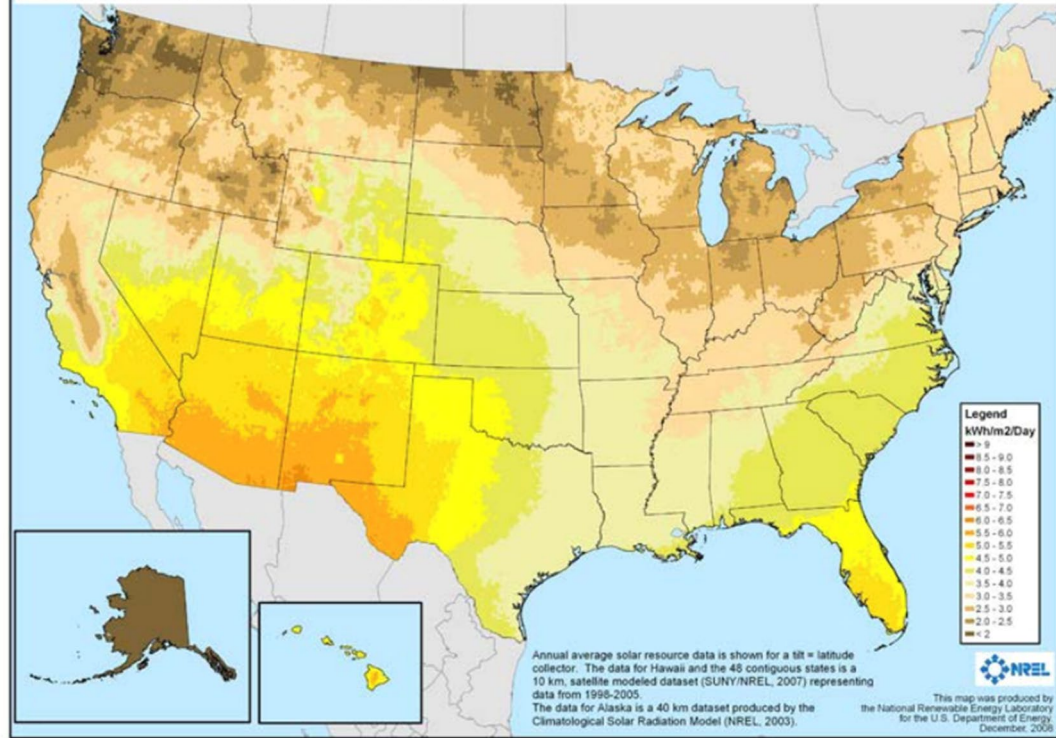 Legend
kWh/m2/Day
> 9
8.5 - 9.0
8.0 - 8.5
7.5 - 8.0
7.0 - 7.5
6.5 - 7.0
6.0 - 6.5
5.5 - 6.0
5.0 - 5.5
4.5 - 5.0
4.0 - 4.5
3.5 - 4.0
3.0 - 3.5
2.5 - 3.0
2.0 - 2.5
< 2
Annual average solar resource data is shown for a tilt = latitude
collector. The data for Hawaii and the 48 contiguous states is a
10 km, satellite modeled dataset (SUNY/NREL, 2007) representing
data from 1998-2005.
The data for Alaska is a 40 km dataset produced by the
Climatological Solar Radiation Model (NREL, 2003).
NREL
This map was produced by
the National Renewable Energy Laboratory
for the U.S. Department of Energy.
December, 2008